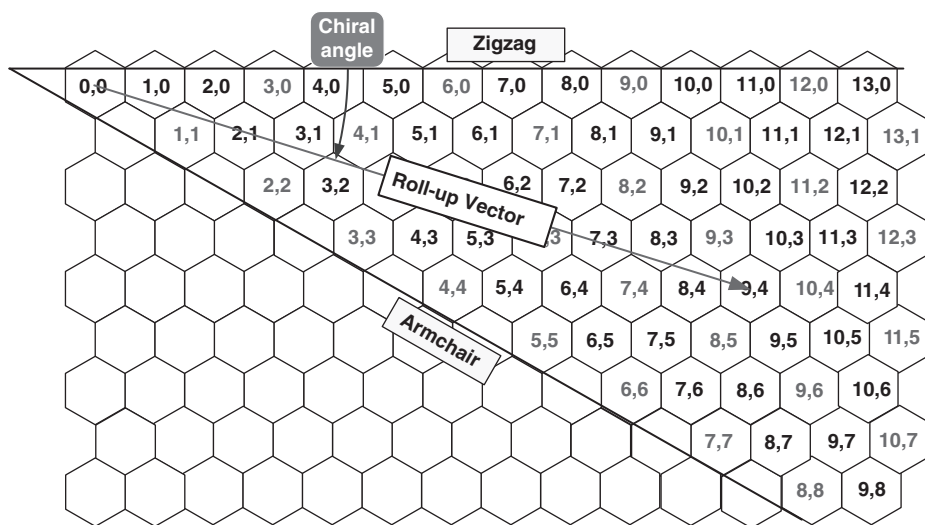 Chiral
angle
Zigzag
0,0 1,0 2,0 3,0 4,0 5,0 6,0 7,0 8,0 9,0 10,0 11,0 12,0 13,0
1,1 2,1 3,1 4,1 5,1 6,1 7,1 8,1 9,1 10,1 11,1 12,1 13,1
2,2 3,2 6,2 7,2 8,2 9,2 10,2 11,2 12,2
Roll-up Vector
3,3 4,3 5,3 7,3 8,3 9,3 10,3 11,3 12,3
4,4 5,4 6,4 7,4 8,4 9,4 10,4 11,4
Armchair
5,5 6,5 7,5 8,5 9,5 10,5 11,5
6,6 7,6 8,6 9,6 10,6
7,7 8,7 9,7 10,7
8,8 9,8